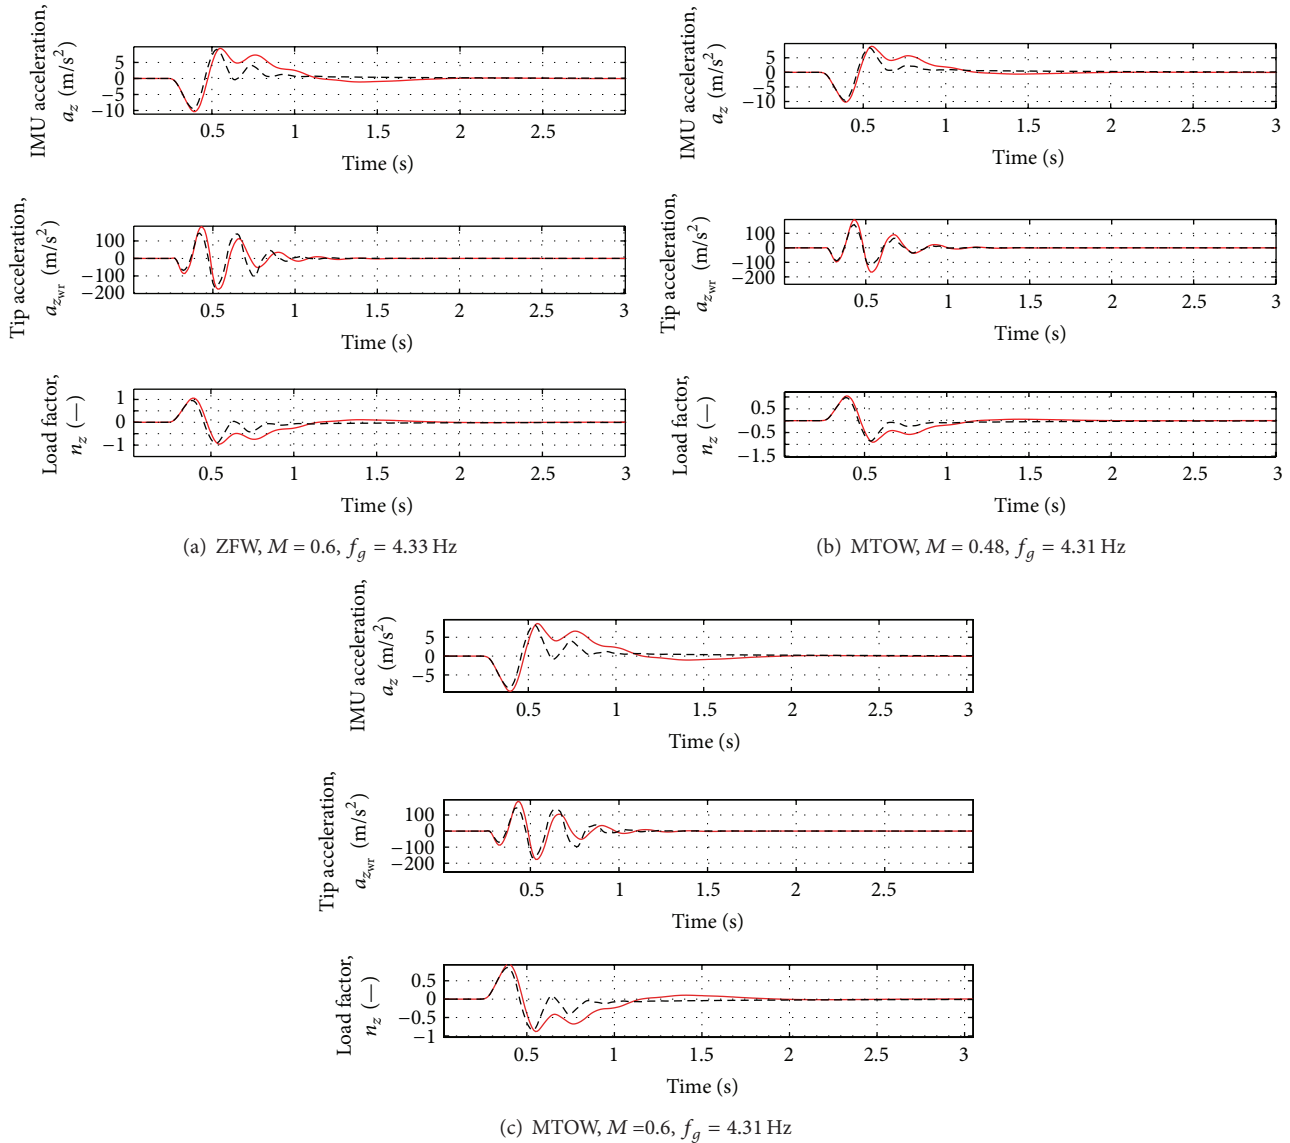 IMU acceleration,
a_z (m/s²)
5
0
−5
−10
0.5 1 1.5 2 2.5
Time (s)
Tip acceleration,
a_z_wr (m/s²)
100
0
−100
−200
0.5 1 1.5 2 2.5 3
Time (s)
Load factor,
n_z (—)
1
0
−1
0.5 1 1.5 2 2.5 3
Time (s)
(a) ZFW, M = 0.6, f_g = 4.33 Hz
IMU acceleration,
a_z (m/s²)
5
0
−5
−10
0.5 1 1.5 2 2.5 3
Time (s)
Tip acceleration,
a_z_wr (m/s²)
100
0
−100
−200
0.5 1 1.5 2 2.5 3
Time (s)
Load factor,
n_z (—)
0.5
−0.5
−1.5
0.5 1 1.5 2 2.5 3
Time (s)
(b) MTOW, M = 0.48, f_g = 4.31 Hz
IMU acceleration,
a_z (m/s²)
5
0
−5
0.5 1 1.5 2 2.5 3
Time (s)
Tip acceleration,
a_z_wr (m/s²)
100
0
−100
−200
0.5 1 1.5 2 2.5
Time (s)
Load factor,
n_z (—)
0.5
0
−0.5
−1
0.5 1 1.5 2 2.5 3
Time (s)
(c) MTOW, M =0.6, f_g = 4.31 Hz